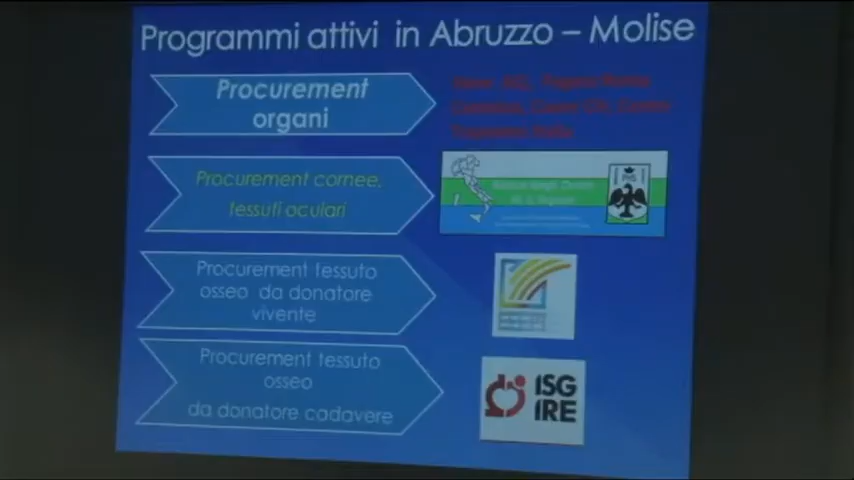 Programmi attivi in Abruzzo – Molise
Procurement
organi
Procurement cornee,
tessuti oculari
Procurement tessuto
osseo da donatore
vivente
Procurement tessuto
osseo
da donatore cadavere
ISG
IRE